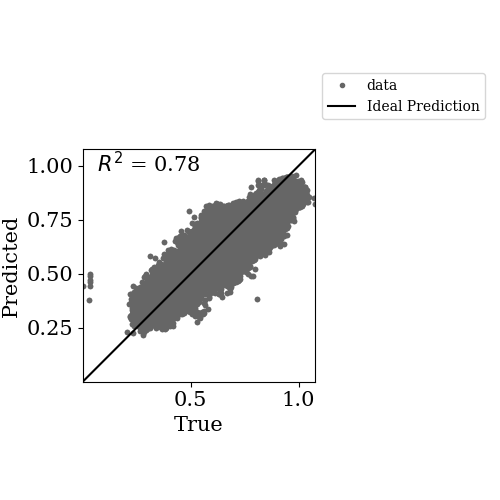 data
Ideal Prediction
R² = 0.78
1.00
0.75
0.50
0.25
Predicted
0.5 1.0
True